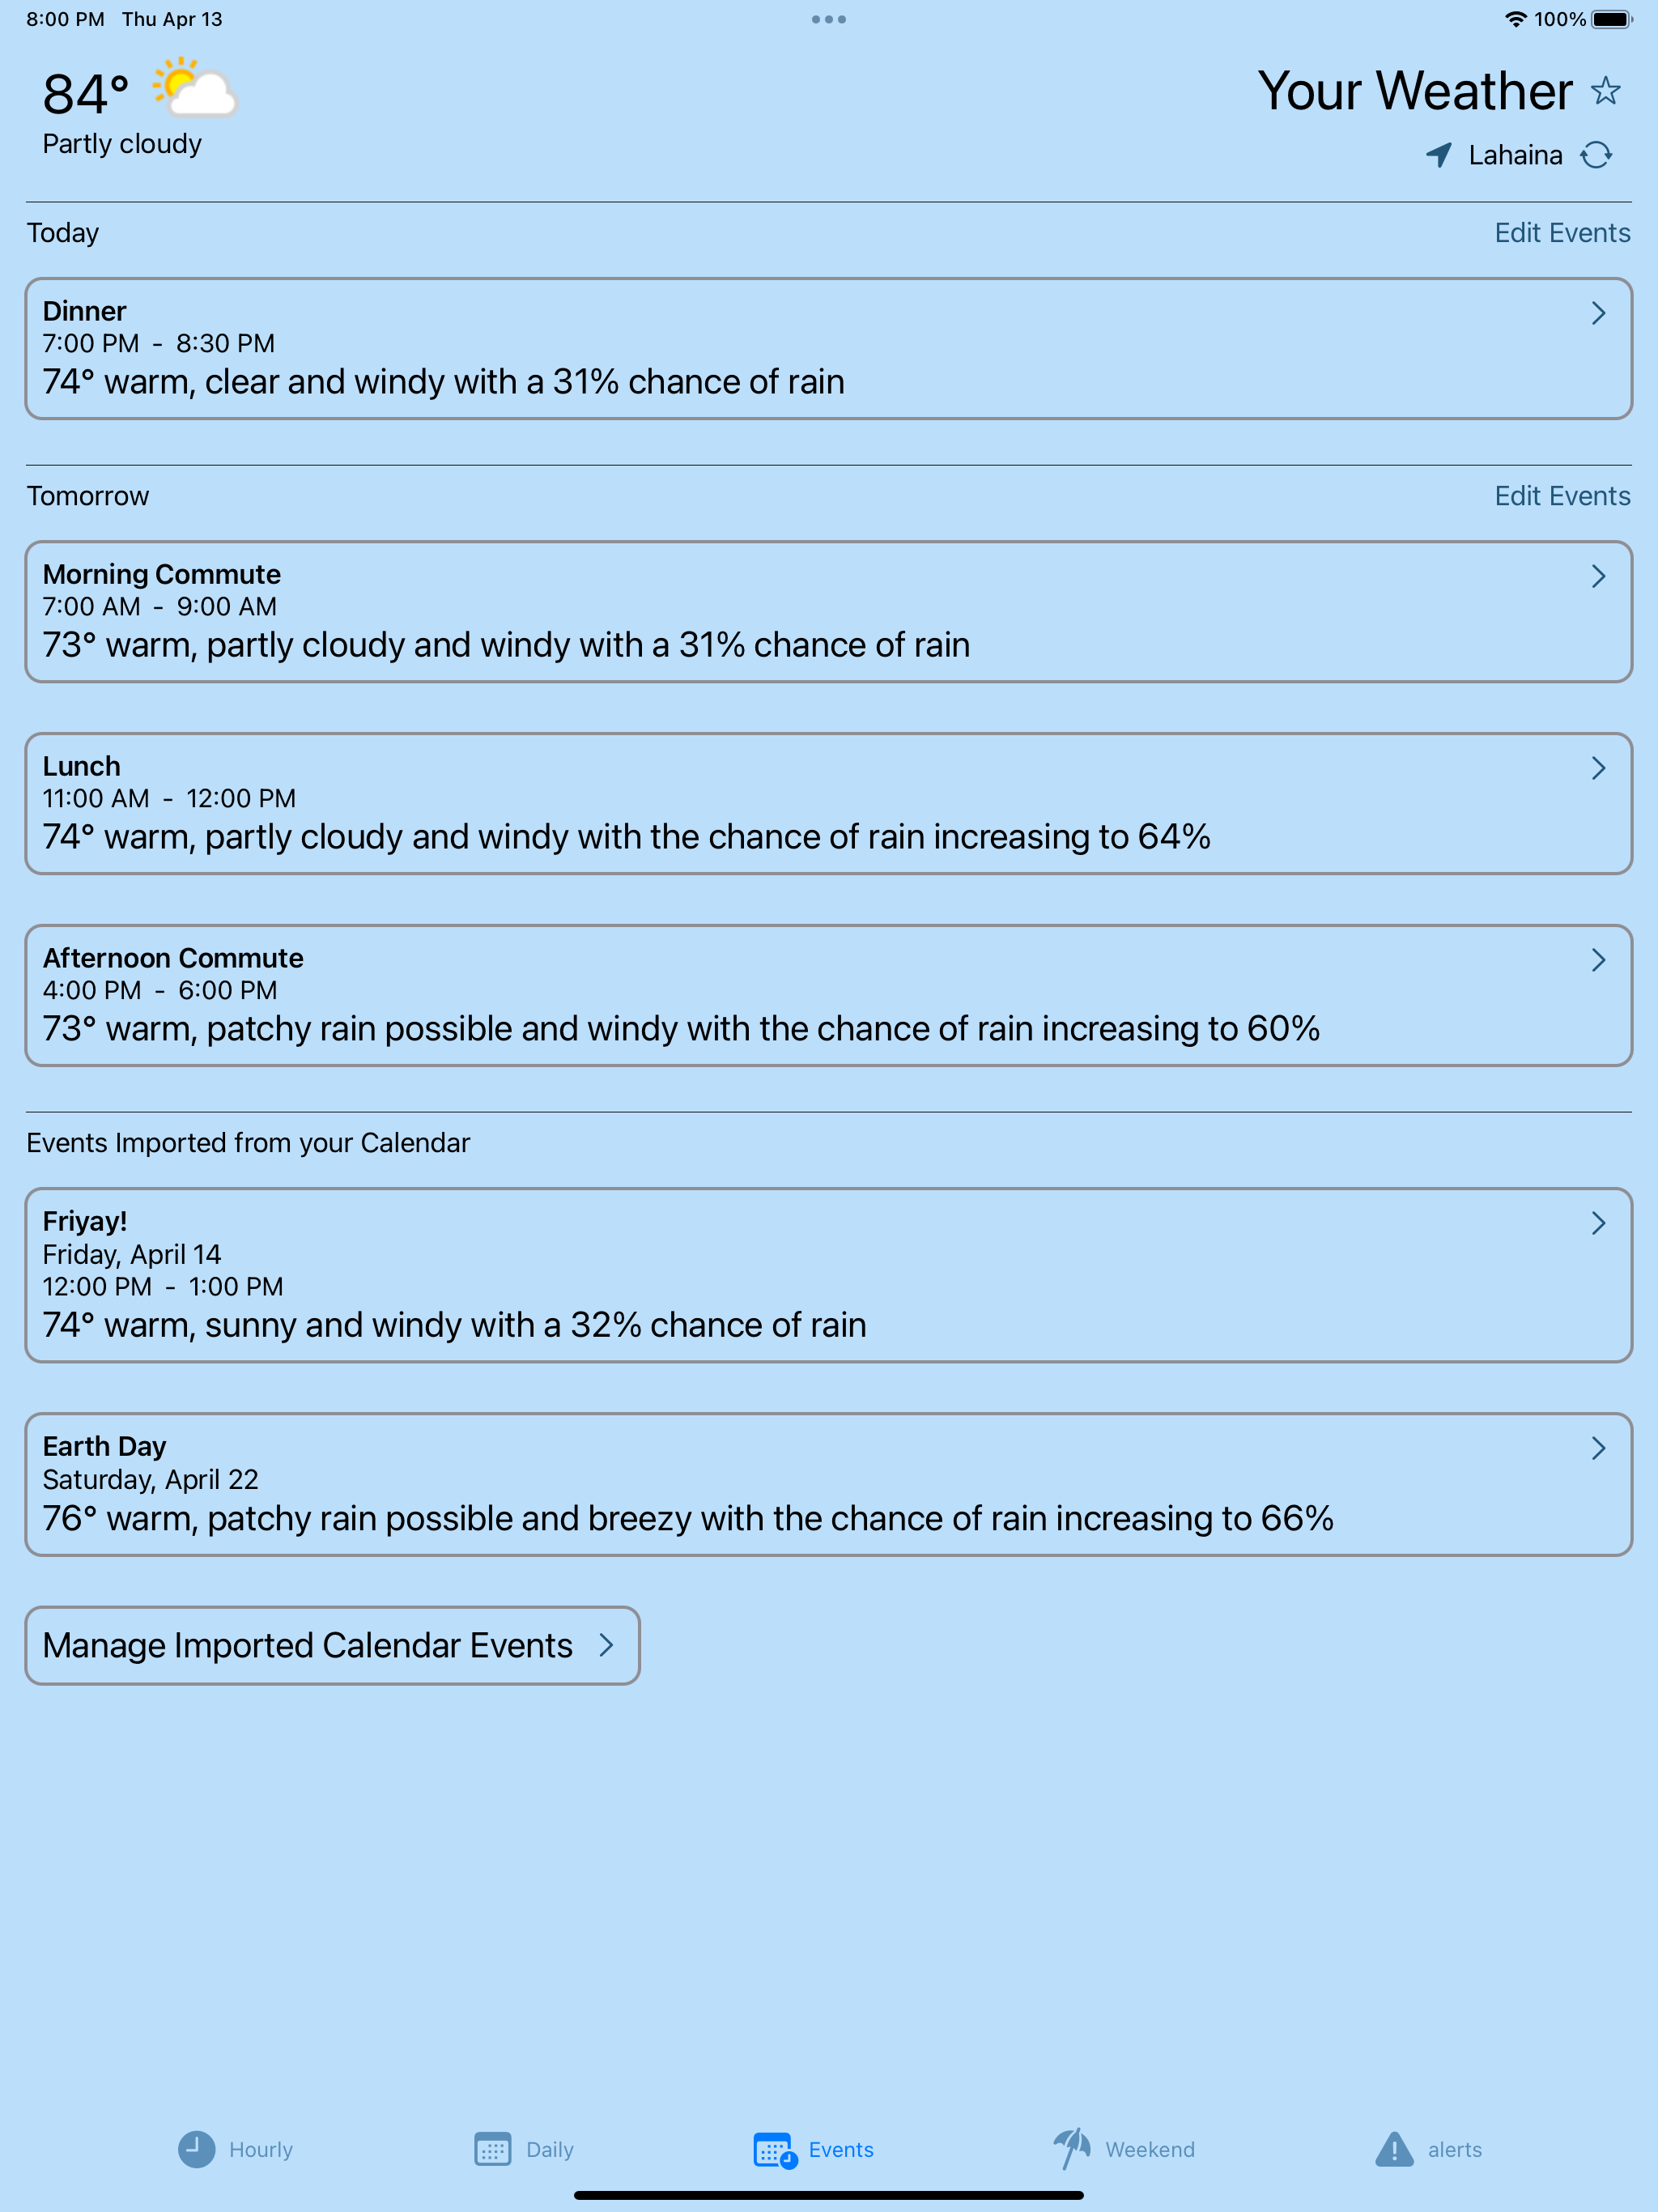 8:00 PM Thu Apr 13
100%
84°
Partly cloudy
Your Weather
Lahaina
Today
Edit Events
Dinner
7:00 PM - 8:30 PM
74° warm, clear and windy with a 31% chance of rain
Tomorrow
Edit Events
Morning Commute
7:00 AM - 9:00 AM
73° warm, partly cloudy and windy with a 31% chance of rain
Lunch
11:00 AM - 12:00 PM
74° warm, partly cloudy and windy with the chance of rain increasing to 64%
Afternoon Commute
4:00 PM - 6:00 PM
73° warm, patchy rain possible and windy with the chance of rain increasing to 60%
Events Imported from your Calendar
Friyay!
Friday, April 14
12:00 PM - 1:00 PM
74° warm, sunny and windy with a 32% chance of rain
Earth Day
Saturday, April 22
76° warm, patchy rain possible and breezy with the chance of rain increasing to 66%
Manage Imported Calendar Events
Hourly
Daily
Events
Weekend
alerts